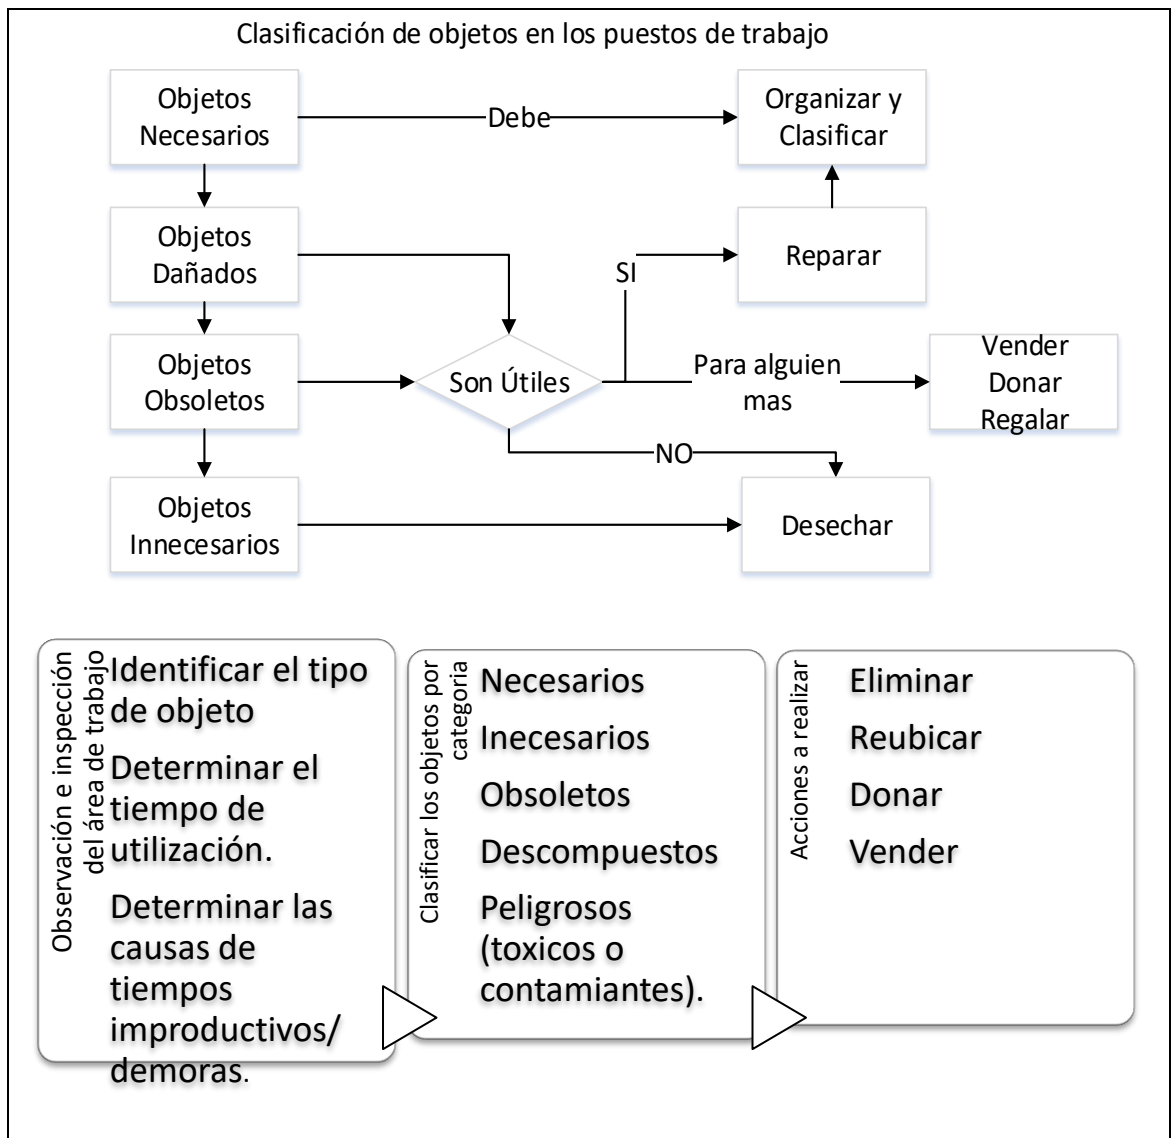 Clasificación de objetos en los puestos de trabajo
Objetos
Necesarios
Debe
Organizar y
Clasificar
Objetos
Dañados
SI
Reparar
Objetos
Obsoletos
Son Útiles
Para alguien
mas
Vender
Donar
Regalar
NO
Objetos
Innecesarios
Desechar
Observación e inspección
del área de trabajo
Identificar el tipo
de objeto
Determinar el
tiempo de
utilización.
Determinar las
causas de
tiempos
improductivos/
demoras.
Clasificar los objetos por
categoria
Necesarios
Inecesarios
Obsoletos
Descompuestos
Peligrosos
(toxicos o
contamiantes).
Acciones a realizar
Eliminar
Reubicar
Donar
Vender